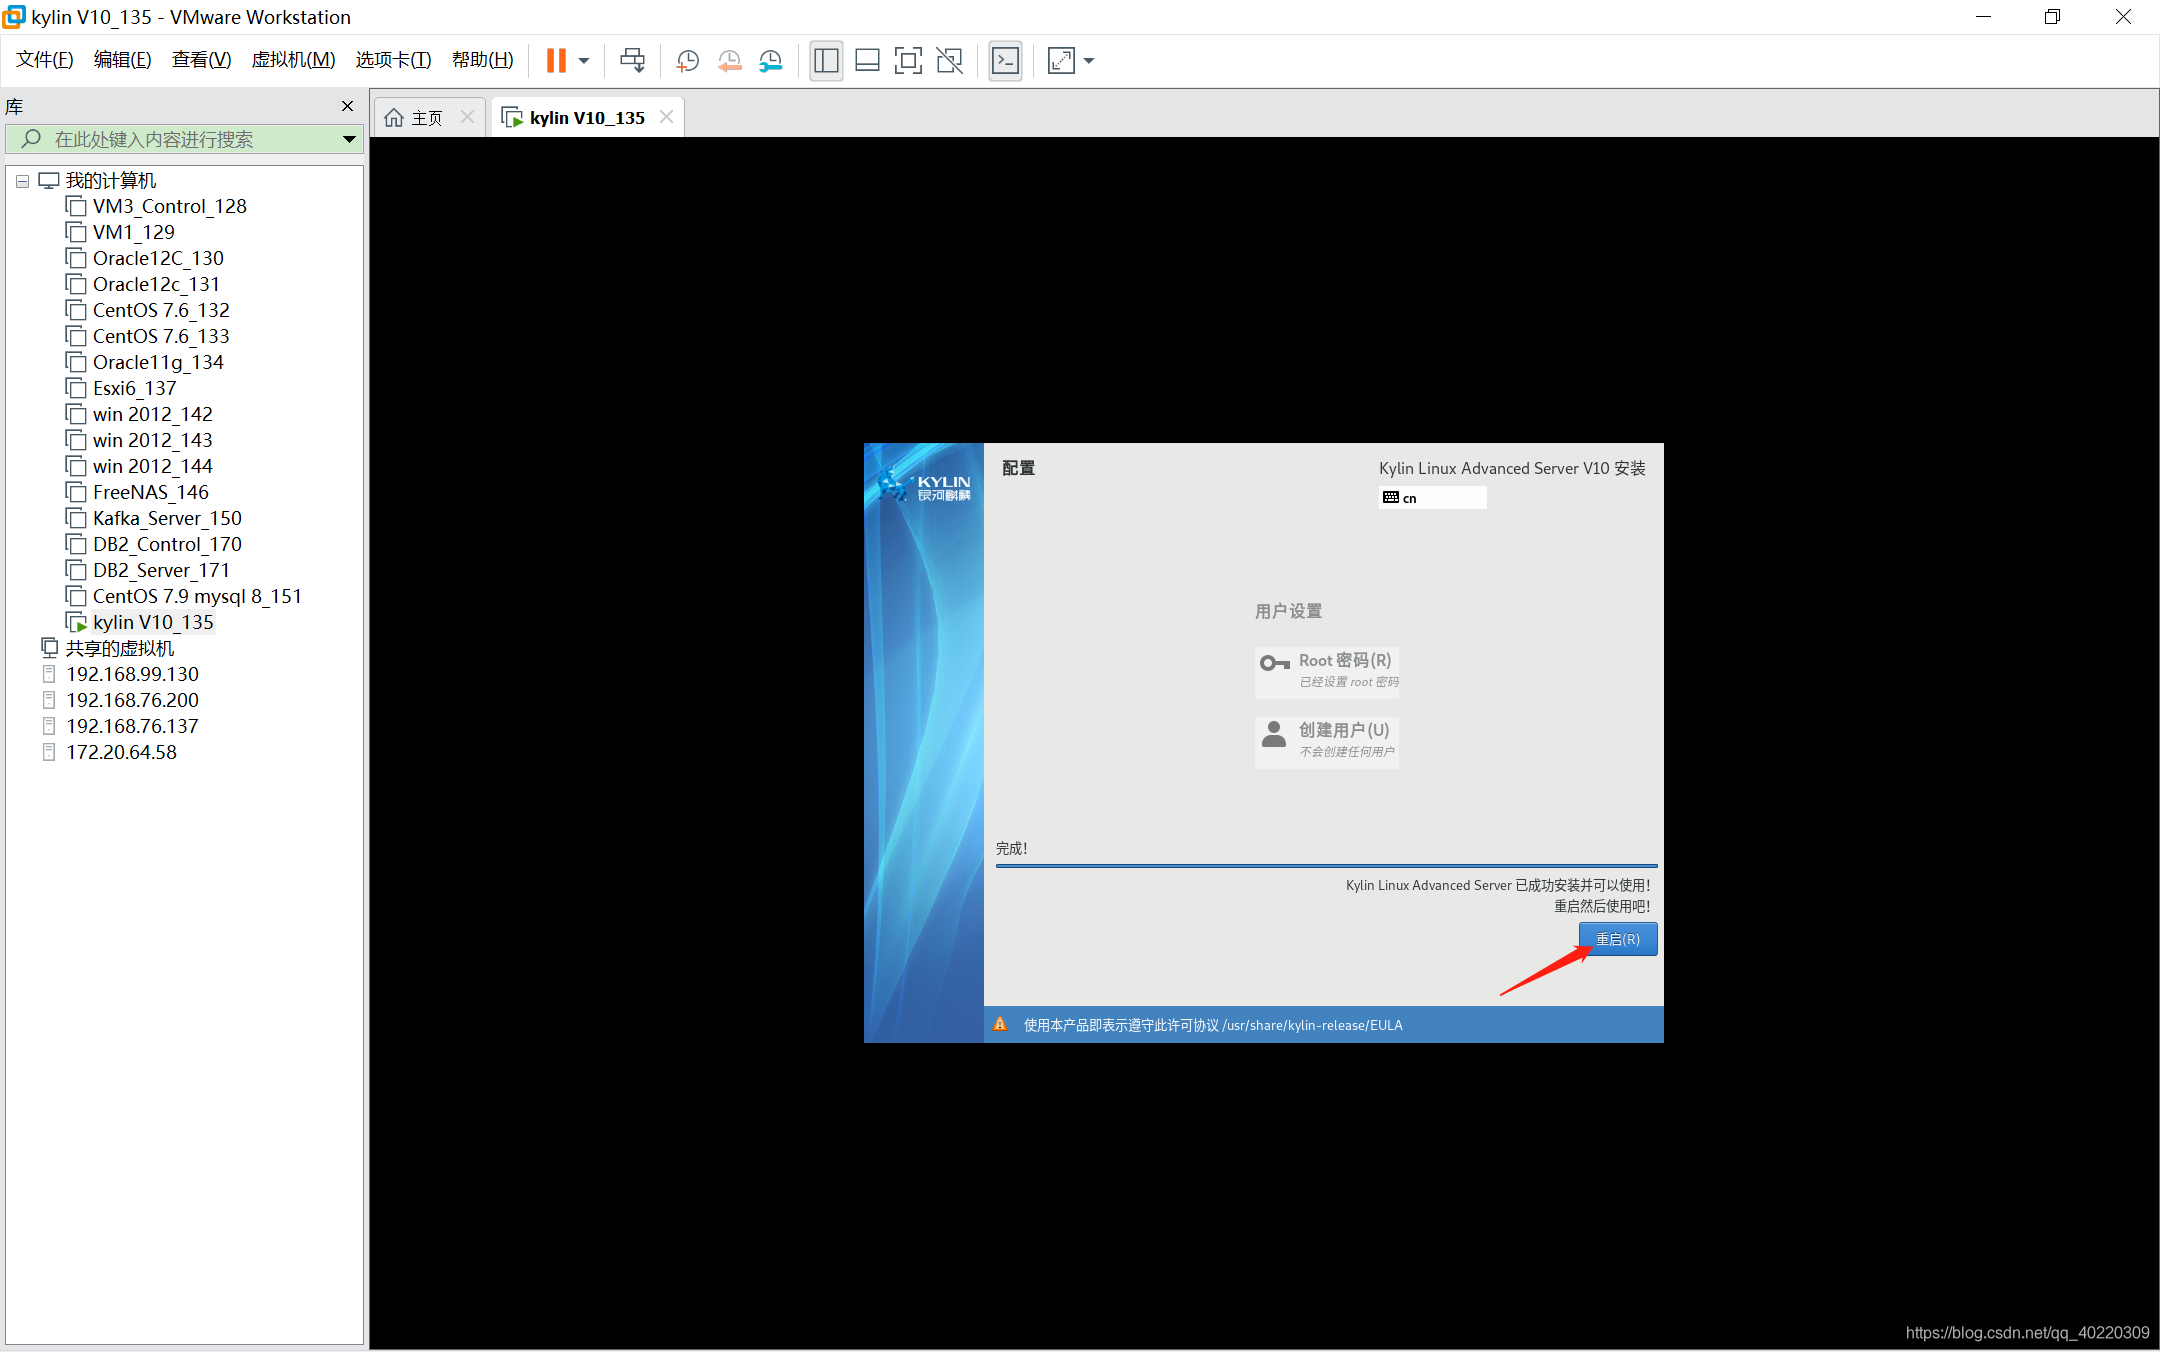 kylin V10_135 - VMware Workstation
文件(F) 编辑(E) 查看(V) 虚拟机(M) 选项卡(T) 帮助(H)
库
在此处键入内容进行搜索
主页
kylin V10_135
我的计算机
VM3_Control_128
VM1_129
Oracle12C_130
Oracle12c_131
CentOS 7.6_132
CentOS 7.6_133
Oracle11g_134
Esxi6_137
win 2012_142
win 2012_143
win 2012_144
FreeNAS_146
Kafka_Server_150
DB2_Control_170
DB2_Server_171
CentOS 7.9 mysql 8_151
kylin V10_135
共享的虚拟机
192.168.99.130
192.168.76.200
192.168.76.137
172.20.64.58
KYLIN
银河麒麟
配置
Kylin Linux Advanced Server V10 安装
cn
用户设置
Root 密码(R)
已经设置 root 密码
创建用户(U)
不会创建任何用户
完成！
Kylin Linux Advanced Server 已成功安装并可以使用！
重启然后使用吧！
重启(R)
使用本产品即表示遵守此许可协议 /usr/share/kylin-release/EULA
https://blog.csdn.net/qq_40220309